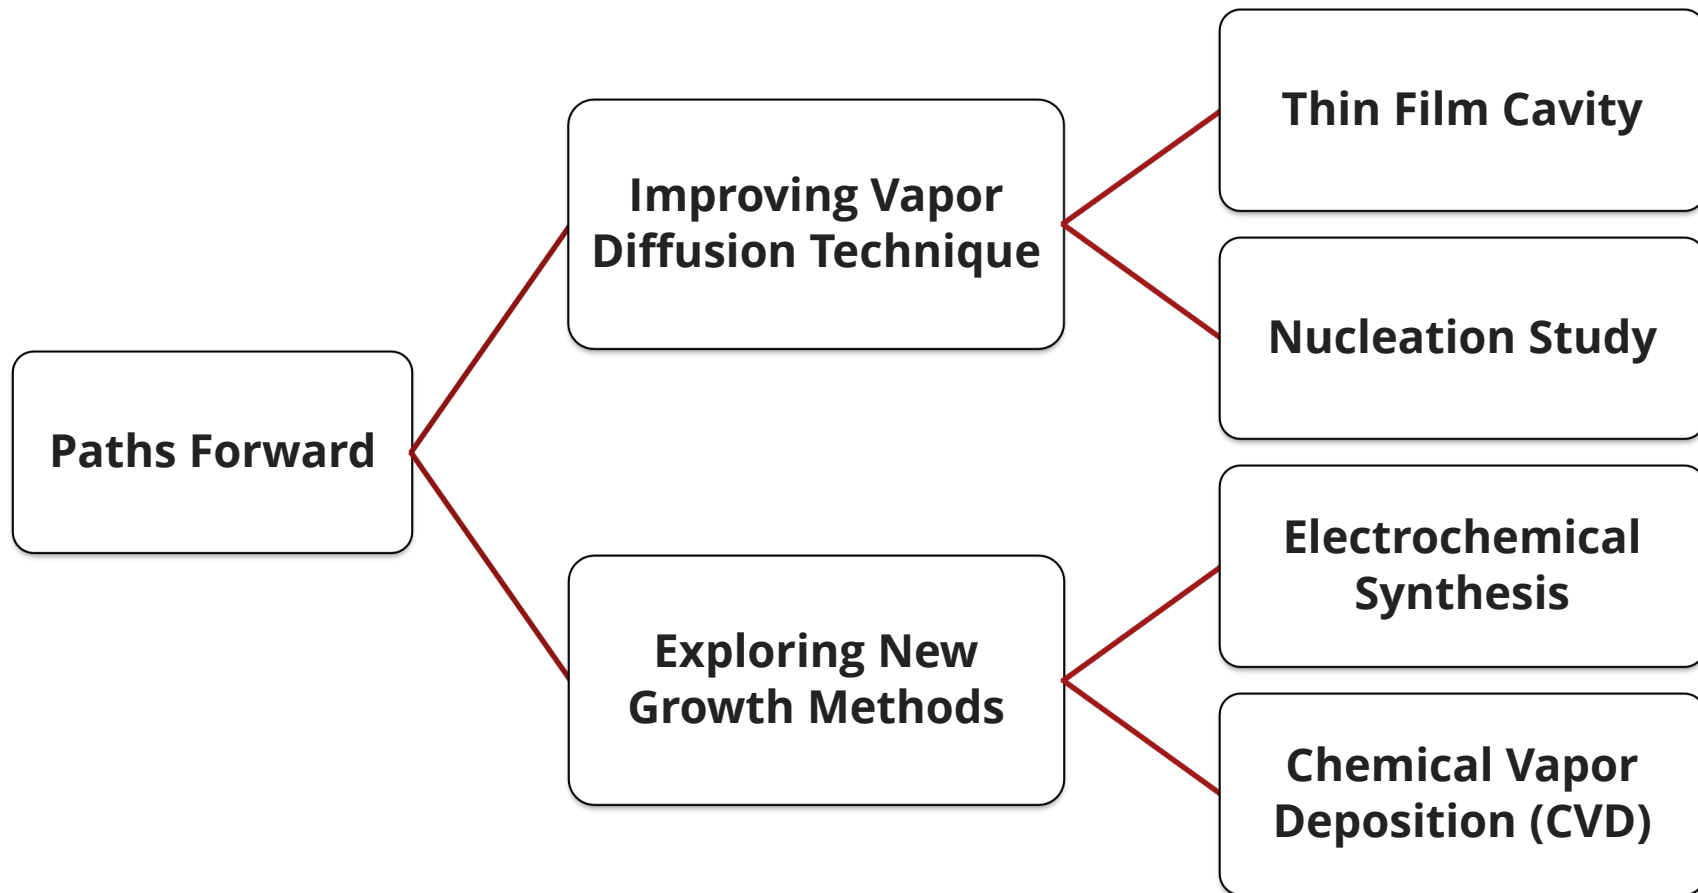 Paths Forward
Improving Vapor
Diffusion Technique
Thin Film Cavity
Nucleation Study
Exploring New
Growth Methods
Electrochemical
Synthesis
Chemical Vapor
Deposition (CVD)